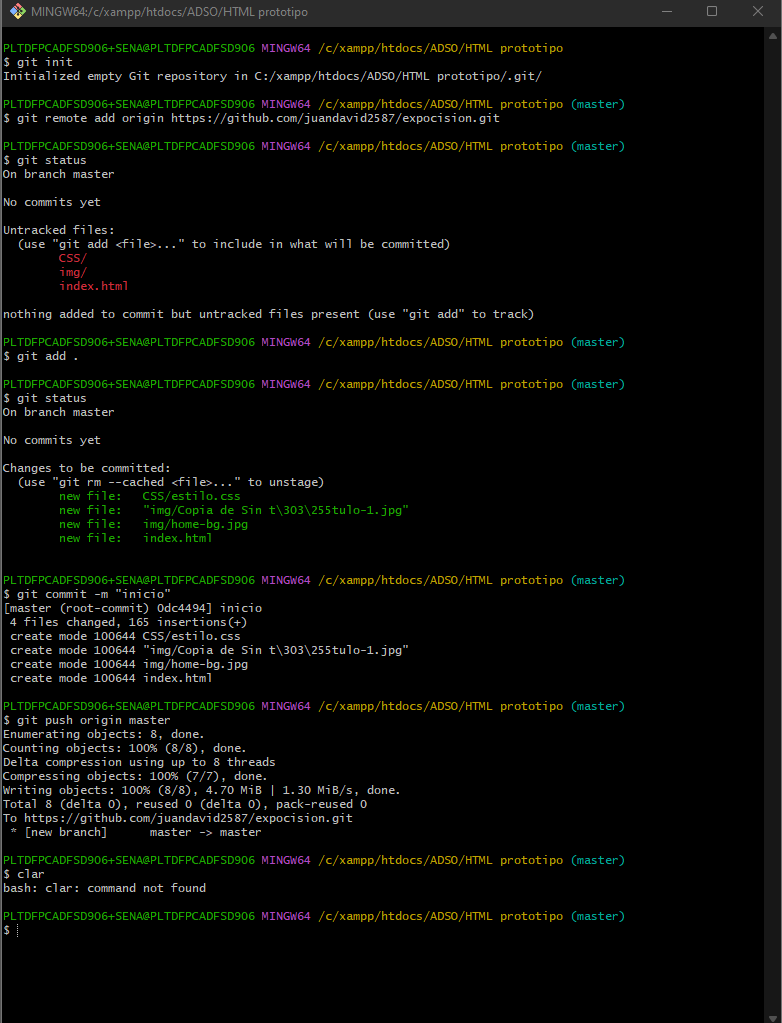 MINGW64:/c/xampp/htdocs/ADSO/HTML prototipo
PLTDFPCADFSD906+SENA@PLTDFPCADFSD906 MINGW64 /c/xampp/htdocs/ADSO/HTML prototipo
$ git init
Initialized empty Git repository in C:/xampp/htdocs/ADSO/HTML prototipo/.git/
PLTDFPCADFSD906+SENA@PLTDFPCADFSD906 MINGW64 /c/xampp/htdocs/ADSO/HTML prototipo (master)
$ git remote add origin https://github.com/juandavid2587/expocision.git
PLTDFPCADFSD906+SENA@PLTDFPCADFSD906 MINGW64 /c/xampp/htdocs/ADSO/HTML prototipo (master)
$ git status
On branch master
No commits yet
Untracked files:
  (use "git add <file>..." to include in what will be committed)
        CSS/
        img/
        index.html
nothing added to commit but untracked files present (use "git add" to track)
PLTDFPCADFSD906+SENA@PLTDFPCADFSD906 MINGW64 /c/xampp/htdocs/ADSO/HTML prototipo (master)
$ git add .
PLTDFPCADFSD906+SENA@PLTDFPCADFSD906 MINGW64 /c/xampp/htdocs/ADSO/HTML prototipo (master)
$ git status
On branch master
No commits yet
Changes to be committed:
  (use "git rm --cached <file>..." to unstage)
        new file:   CSS/estilo.css
        new file:   "img/Copia de Sin t\303\255tulo-1.jpg"
        new file:   img/home-bg.jpg
        new file:   index.html
PLTDFPCADFSD906+SENA@PLTDFPCADFSD906 MINGW64 /c/xampp/htdocs/ADSO/HTML prototipo (master)
$ git commit -m "inicio"
[master (root-commit) 0dc4494] inicio
 4 files changed, 165 insertions(+)
 create mode 100644 CSS/estilo.css
 create mode 100644 "img/Copia de Sin t\303\255tulo-1.jpg"
 create mode 100644 img/home-bg.jpg
 create mode 100644 index.html
PLTDFPCADFSD906+SENA@PLTDFPCADFSD906 MINGW64 /c/xampp/htdocs/ADSO/HTML prototipo (master)
$ git push origin master
Enumerating objects: 8, done.
Counting objects: 100% (8/8), done.
Delta compression using up to 8 threads
Compressing objects: 100% (7/7), done.
Writing objects: 100% (8/8), 4.70 MiB | 1.30 MiB/s, done.
Total 8 (delta 0), reused 0 (delta 0), pack-reused 0
To https://github.com/juandavid2587/expocision.git
 * [new branch]      master -> master
PLTDFPCADFSD906+SENA@PLTDFPCADFSD906 MINGW64 /c/xampp/htdocs/ADSO/HTML prototipo (master)
$ clar
bash: clar: command not found
PLTDFPCADFSD906+SENA@PLTDFPCADFSD906 MINGW64 /c/xampp/htdocs/ADSO/HTML prototipo (master)
$